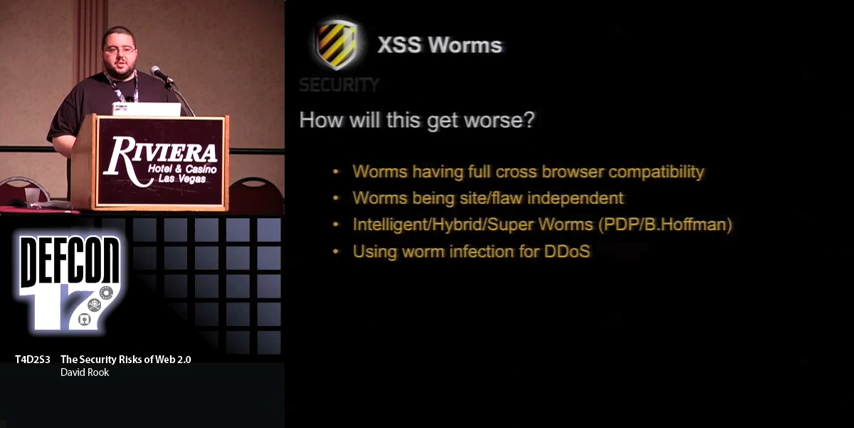 XSS Worms
SECURITY
How will this get worse?
• Worms having full cross browser compatibility
• Worms being site/flaw independent
• Intelligent/Hybrid/Super Worms (PDP/B.Hoffman)
• Using worm infection for DDoS
RIVIERA
Hotel & Casino
Las Vegas
DEFCON
17
T4D2S3 The Security Risks of Web 2.0
David Rook